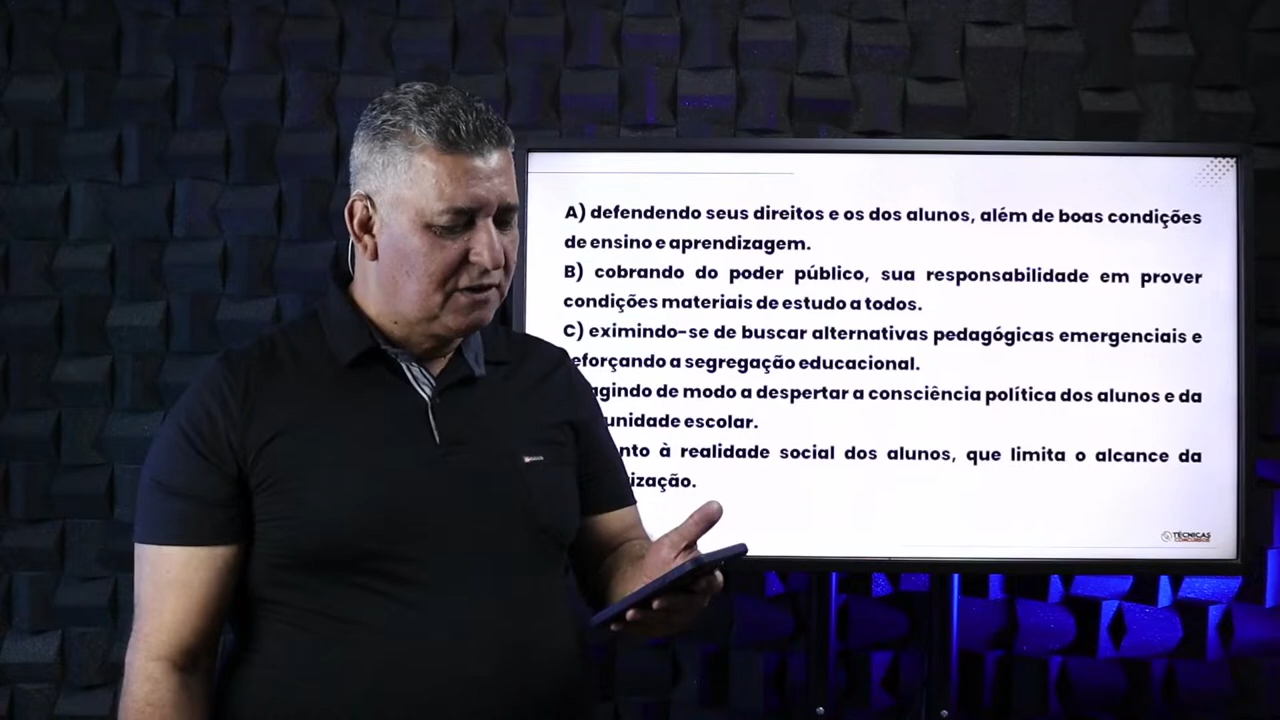 A) defendendo seus direitos e os dos alunos, além de boas condições
de ensino e aprendizagem.
B) cobrando do poder público, sua responsabilidade em prover
condições materiais de estudo a todos.
C) eximindo-se de buscar alternativas pedagógicas emergenciais e
reforçando a segregação educacional.
agindo de modo a despertar a consciência política dos alunos e da
escolar.
à realidade social dos alunos, que limita o alcance da
TÉCNICAS
CONCURSOS